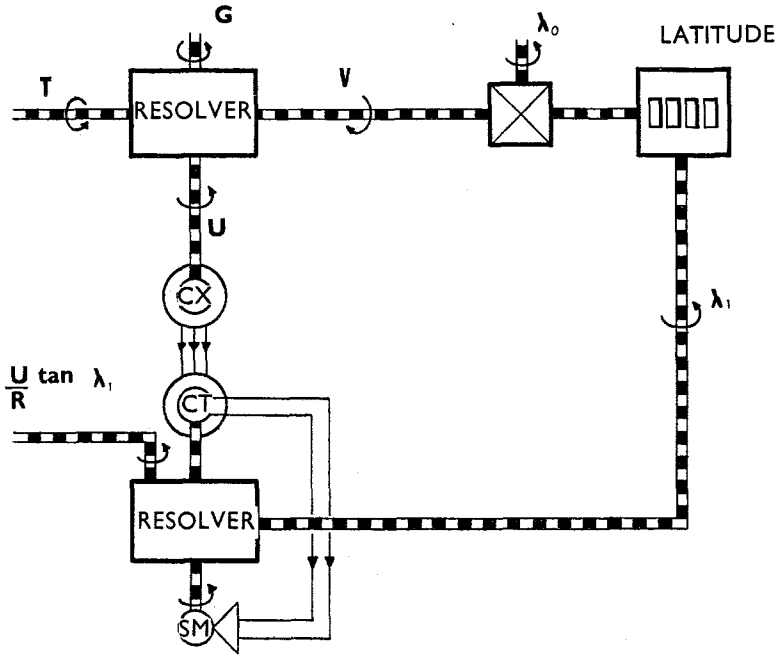 G
λ₀
LATITUDE
T
RESOLVER
V
U
CX
λ₁
U/R tan λ₁
CT
RESOLVER
SM